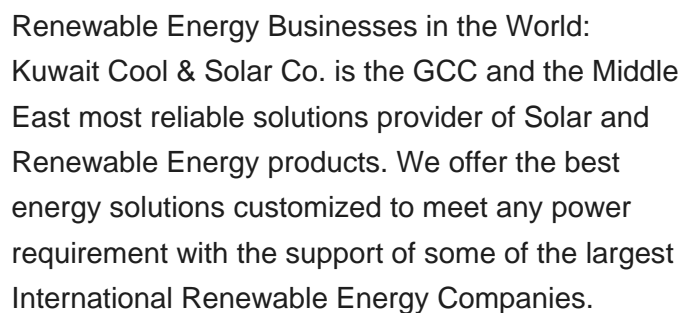 Renewable Energy Businesses in the World:
Kuwait Cool & Solar Co. is the GCC and the Middle
East most reliable solutions provider of Solar and
Renewable Energy products. We offer the best
energy solutions customized to meet any power
requirement with the support of some of the largest
International Renewable Energy Companies.